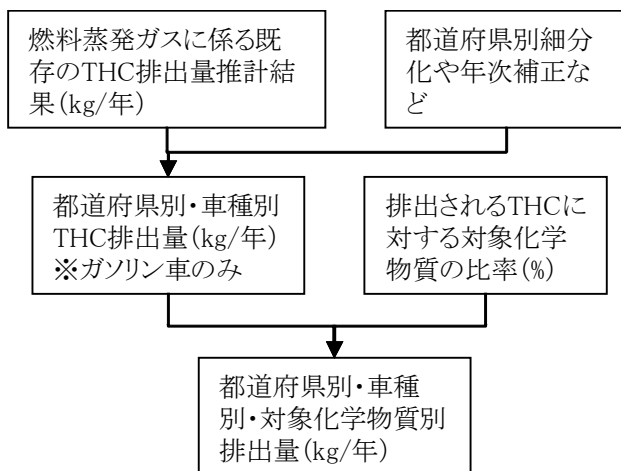 燃料蒸発ガスに係る既
存のTHC排出量推計結
果(kg/年)
都道府県別細分
化や年次補正な
ど
都道府県別・車種別
THC排出量(kg/年)
※ガソリン車のみ
排出されるTHCに
対する対象化学
物質の比率(%)
都道府県別・車種
別・対象化学物質別
排出量(kg/年)